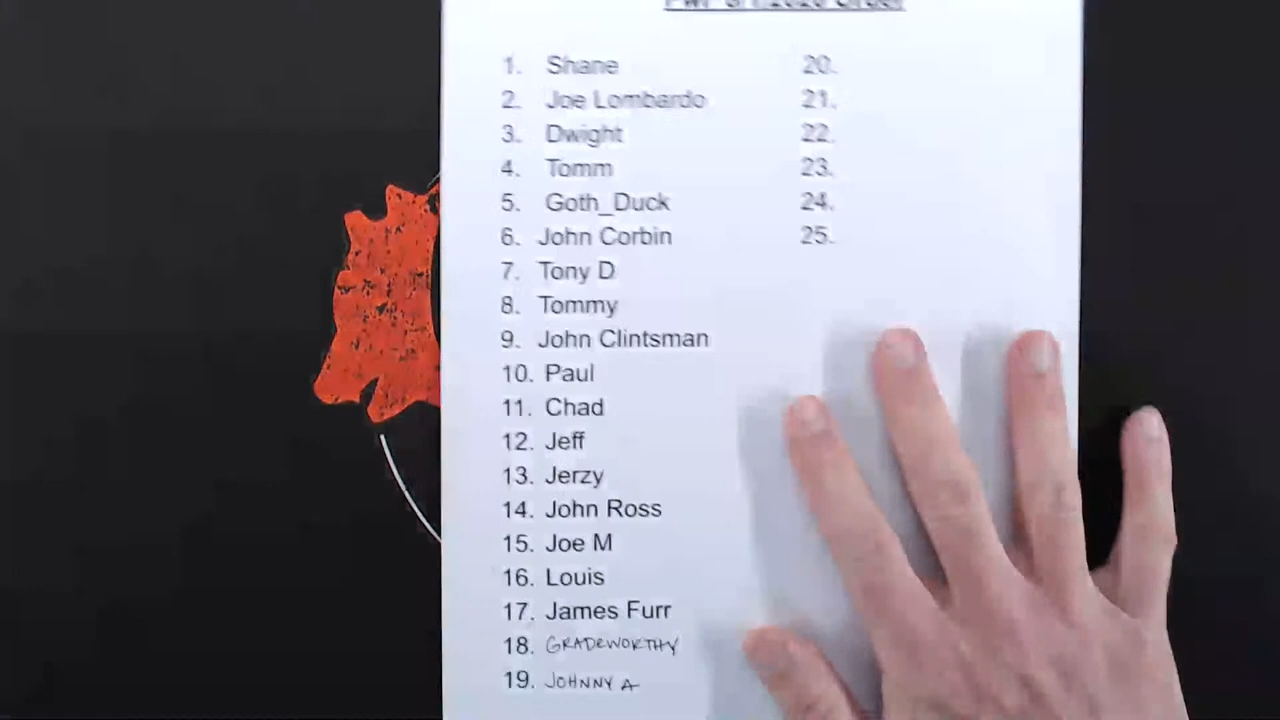 1. Shane
2. Joe Lombardo
3. Dwight
4. Tomm
5. Goth_Duck
6. John Corbin
7. Tony D
8. Tommy
9. John Clintsman
10. Paul
11. Chad
12. Jeff
13. Jerzy
14. John Ross
15. Joe M
16. Louis
17. James Furr
18. GRADEWORTHY
19. JOHNNY A
20.
21.
22.
23.
24.
25.